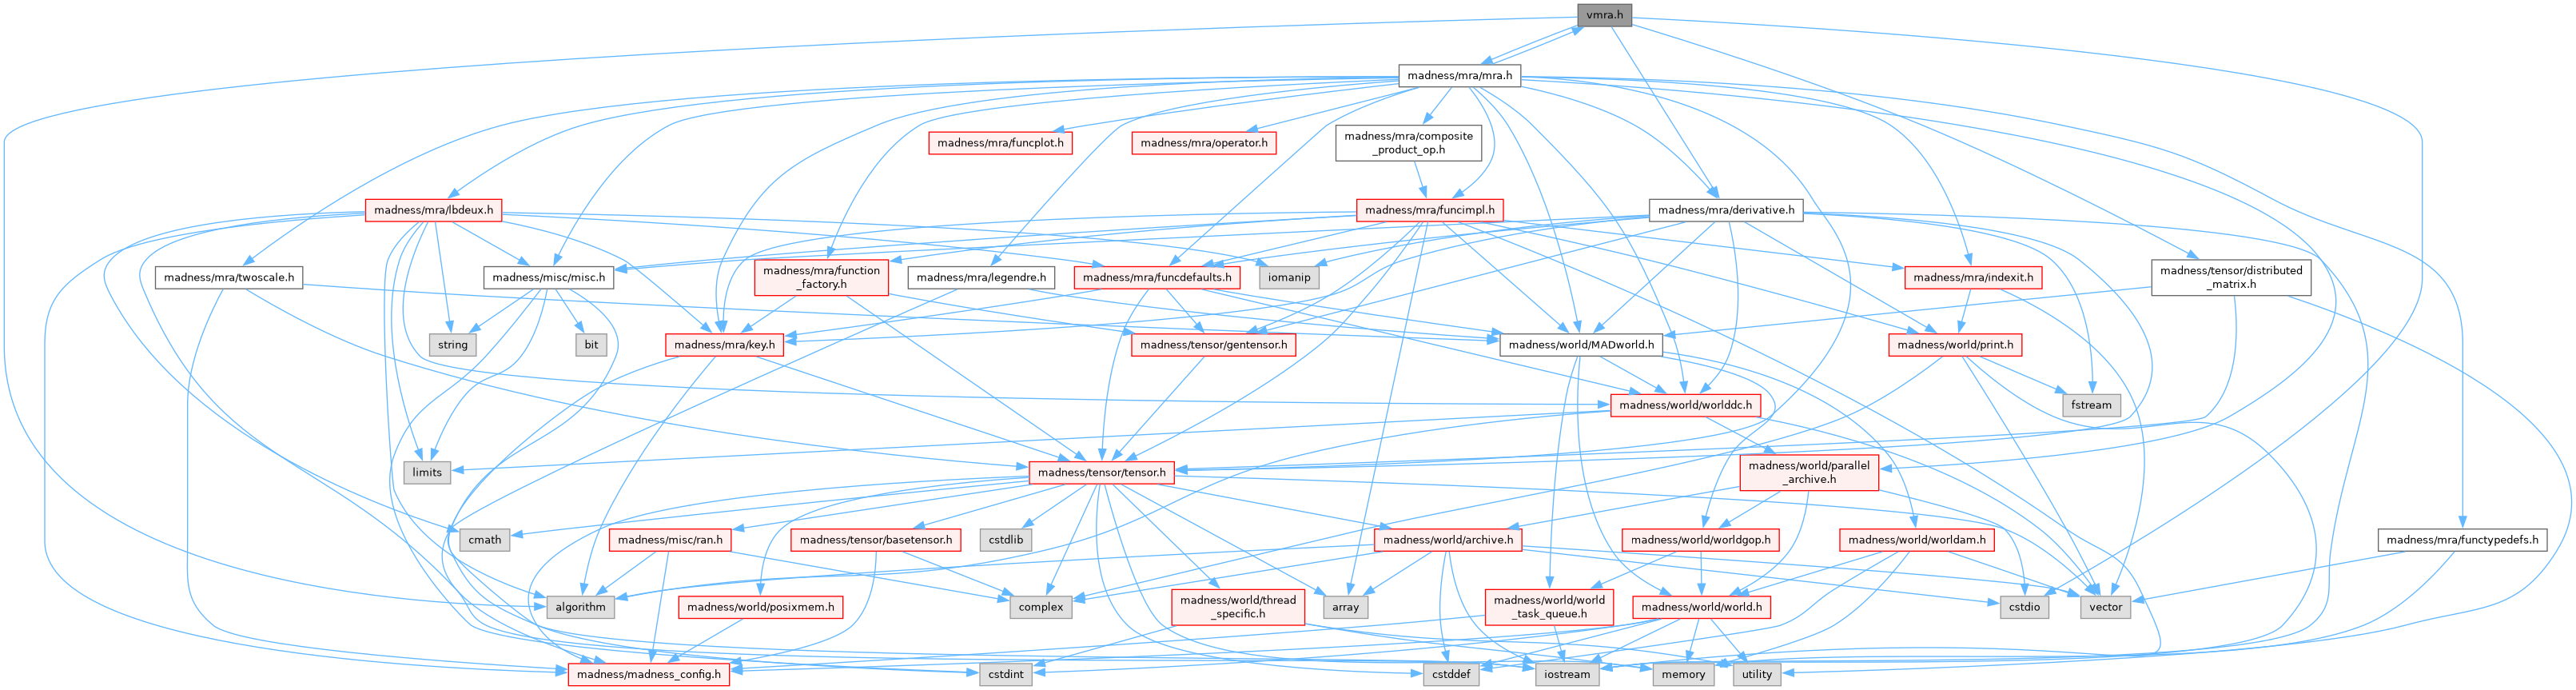 vmra.h
madness/mra/mra.h
madness/mra/funcplot.h
madness/mra/operator.h
madness/mra/composite
_product_op.h
madness/mra/lbdeux.h
madness/mra/funcimpl.h
madness/mra/derivative.h
madness/mra/twoscale.h
madness/misc/misc.h
madness/mra/function
_factory.h
madness/mra/legendre.h
madness/mra/funcdefaults.h
iomanip
madness/mra/indexit.h
madness/tensor/distributed
_matrix.h
string
bit
madness/mra/key.h
madness/tensor/gentensor.h
madness/world/MADworld.h
madness/world/print.h
madness/world/worlddc.h
fstream
limits
madness/tensor/tensor.h
madness/world/parallel
_archive.h
cmath
madness/misc/ran.h
madness/tensor/basetensor.h
cstdlib
madness/world/archive.h
madness/world/worldgop.h
madness/world/worldam.h
madness/mra/functypedefs.h
algorithm
madness/world/posixmem.h
complex
madness/world/thread
_specific.h
array
madness/world/world
_task_queue.h
madness/world/world.h
cstdio
vector
madness/madness_config.h
cstdint
cstddef
iostream
memory
utility